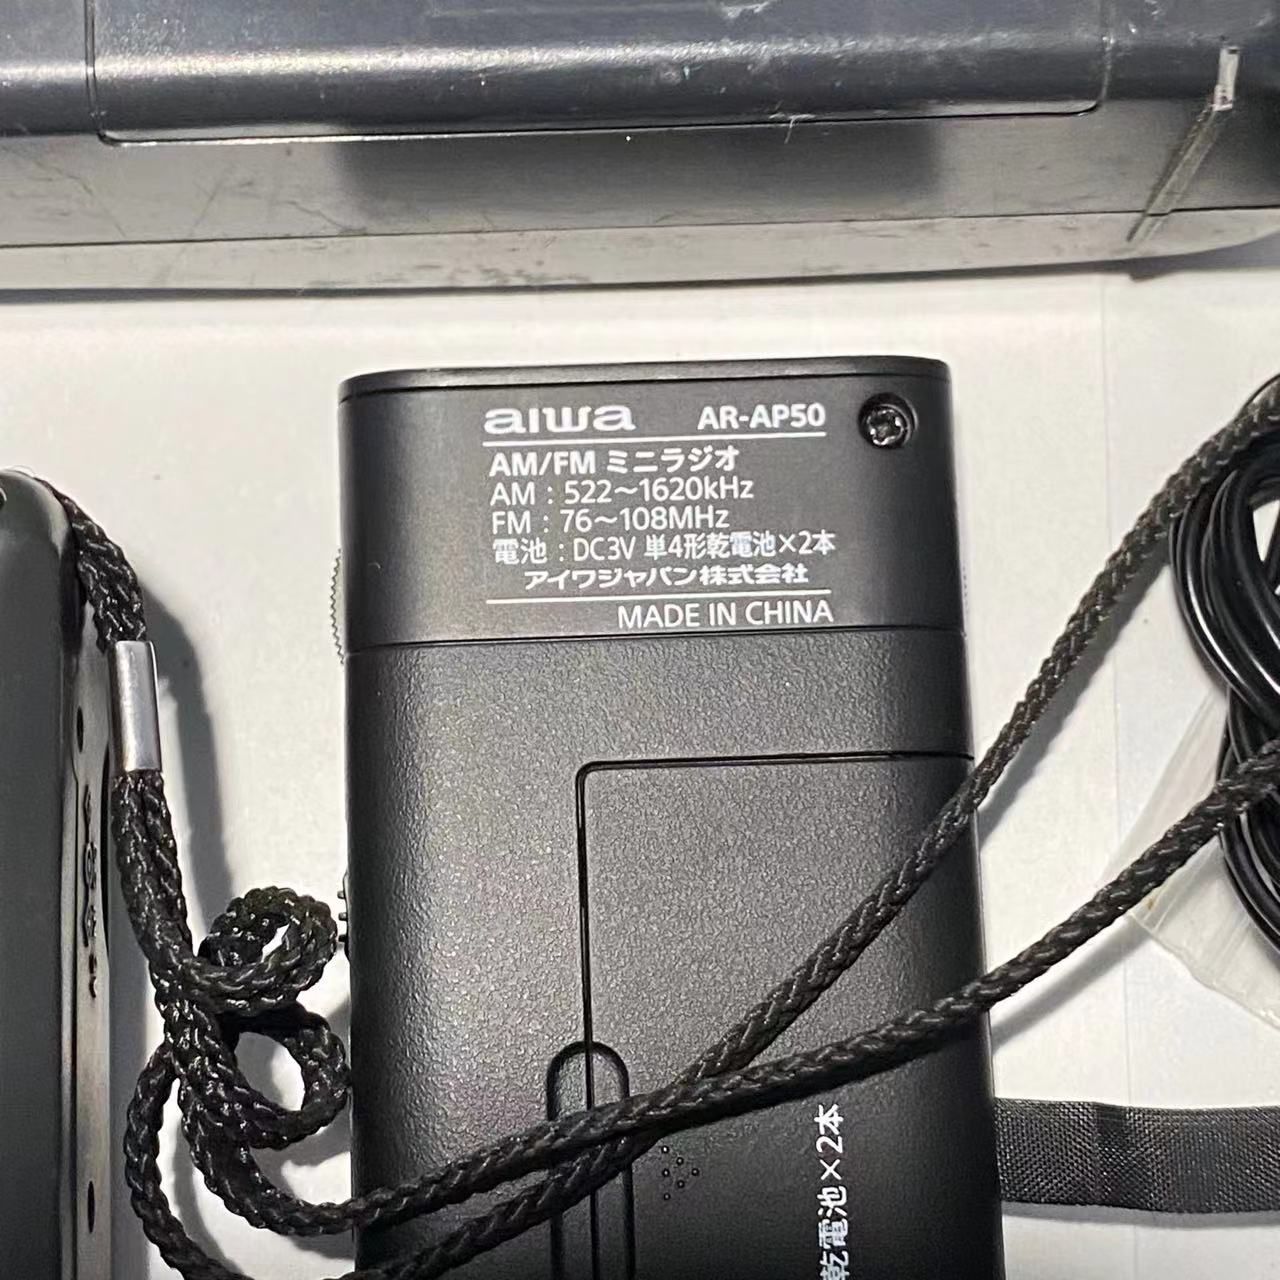 aiwa AR-AP50
AM/FM ミニラジオ
AM : 522～1620kHz
FM : 76～108MHz
電池 : DC3V 単4形乾電池×2本
アイワジャパン株式会社
MADE IN CHINA
乾電池×2本